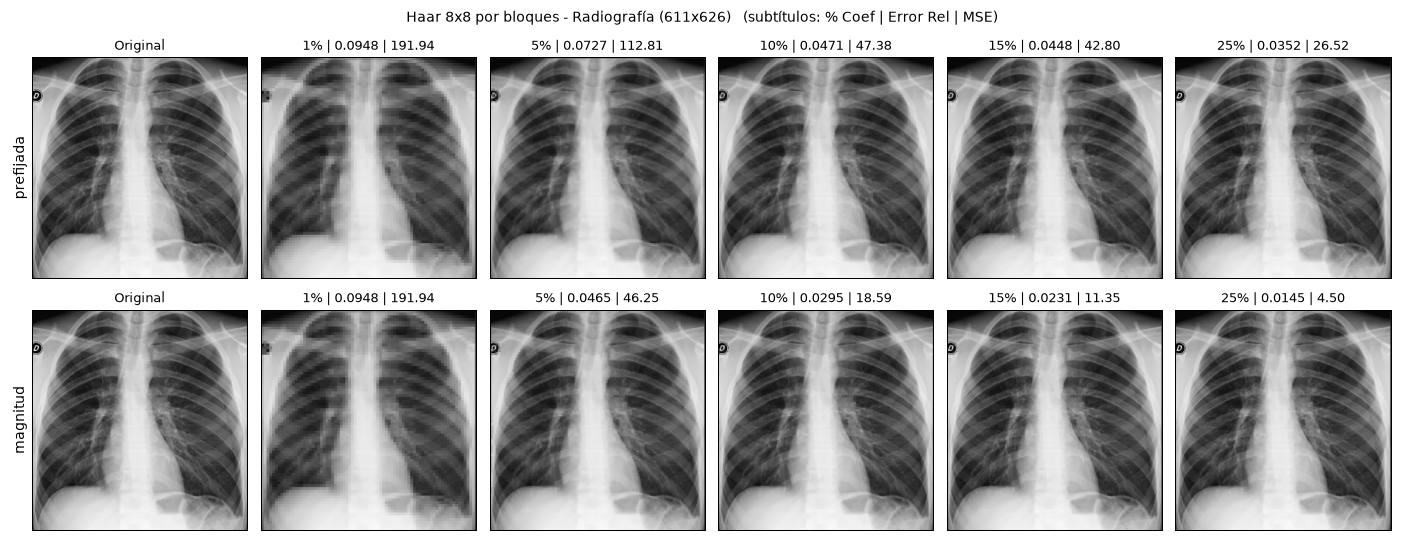 Haar 8x8 por bloques - Radiografía (611x626)   (subtítulos: % Coef | Error Rel | MSE)
Original
1% | 0.0948 | 191.94
5% | 0.0727 | 112.81
10% | 0.0471 | 47.38
15% | 0.0448 | 42.80
25% | 0.0352 | 26.52
prefijada
D
D
D
D
D
Original
1% | 0.0948 | 191.94
5% | 0.0465 | 46.25
10% | 0.0295 | 18.59
15% | 0.0231 | 11.35
25% | 0.0145 | 4.50
magnitud
D
D
D
D
D